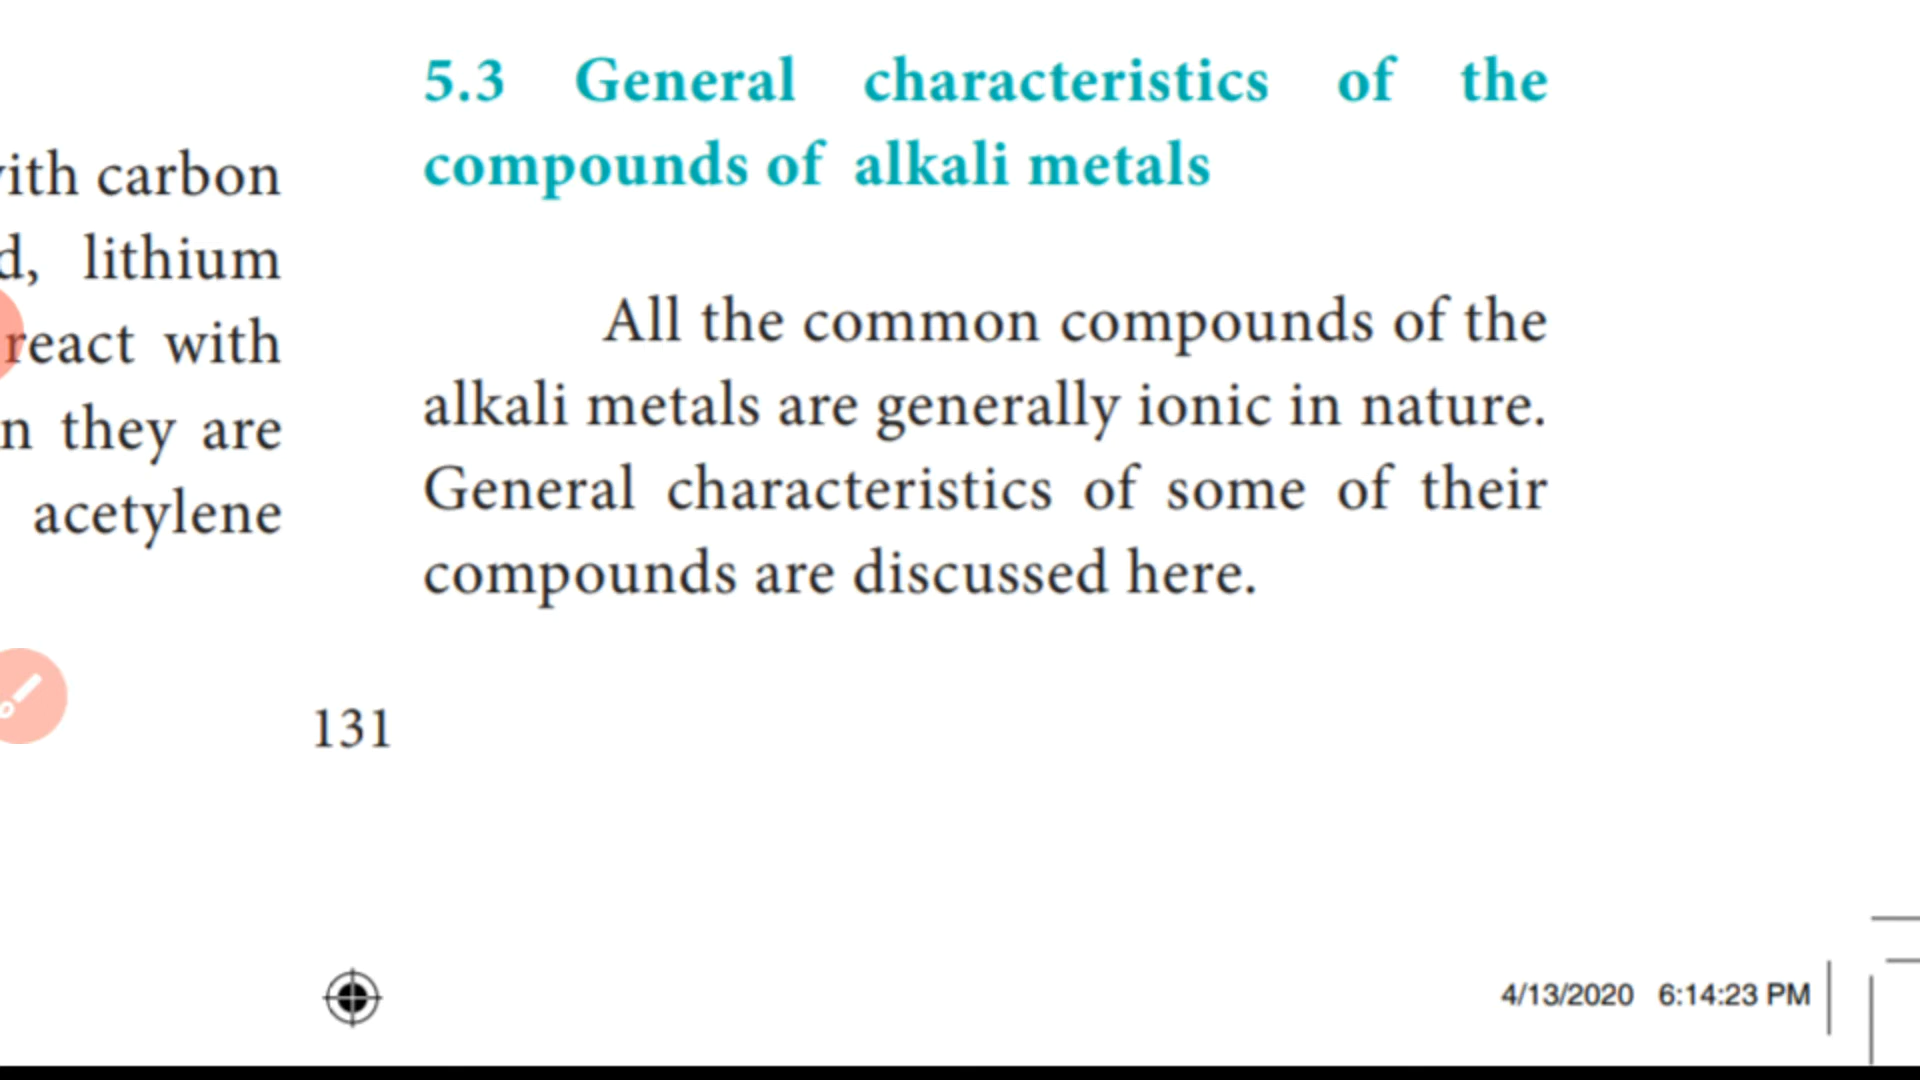 with carbon
d, lithium
react with
n they are
acetylene
5.3 General characteristics of the
compounds of alkali metals
All the common compounds of the
alkali metals are generally ionic in nature.
General characteristics of some of their
compounds are discussed here.
131
4/13/2020 6:14:23 PM